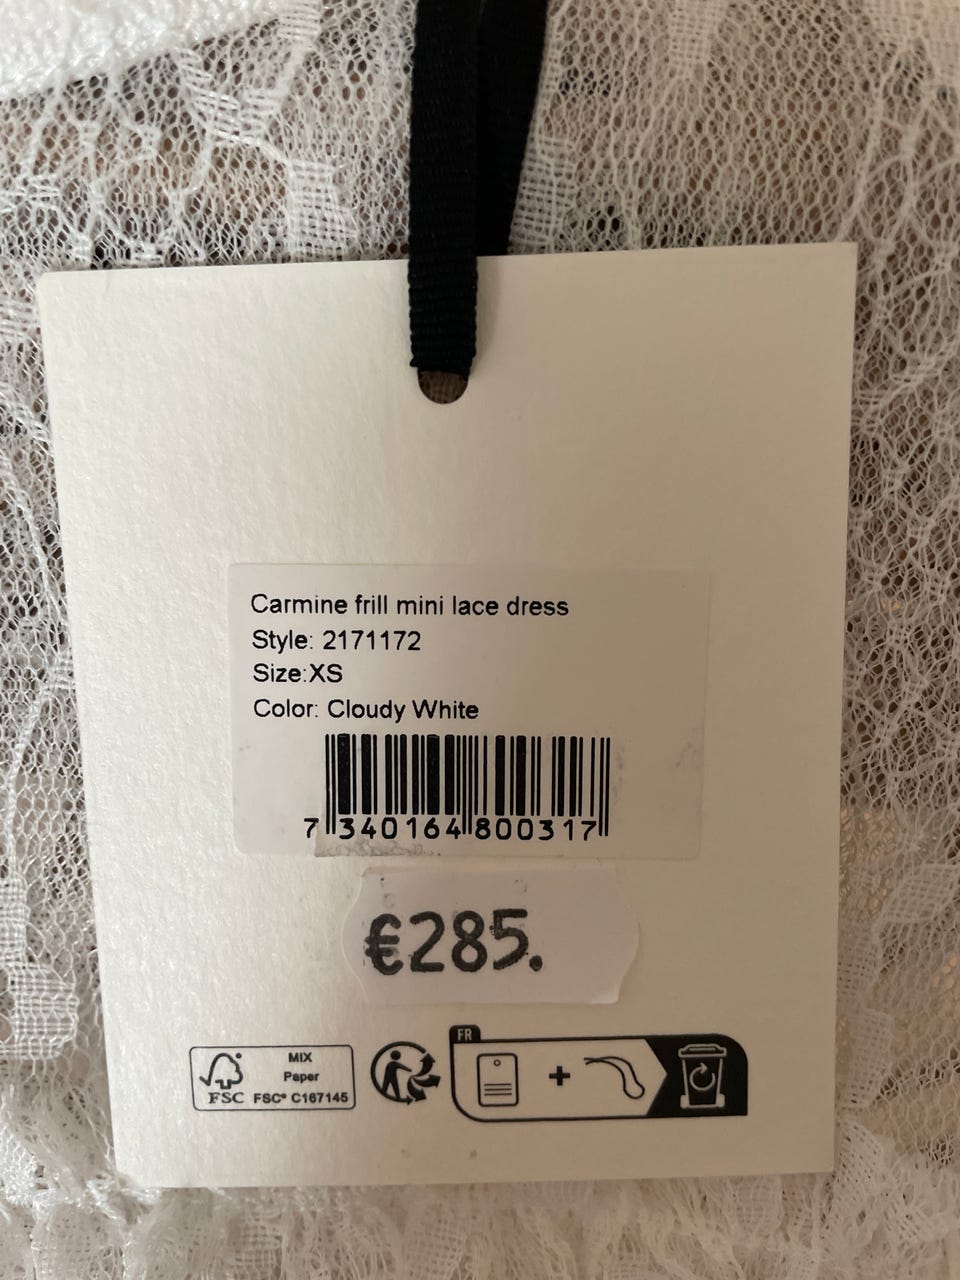 Carmine frill mini lace dress
Style: 2171172
Size:XS
Color: Cloudy White
7 340164 800317
€285.
FR
MIX
Paper
FSC FSC® C167145